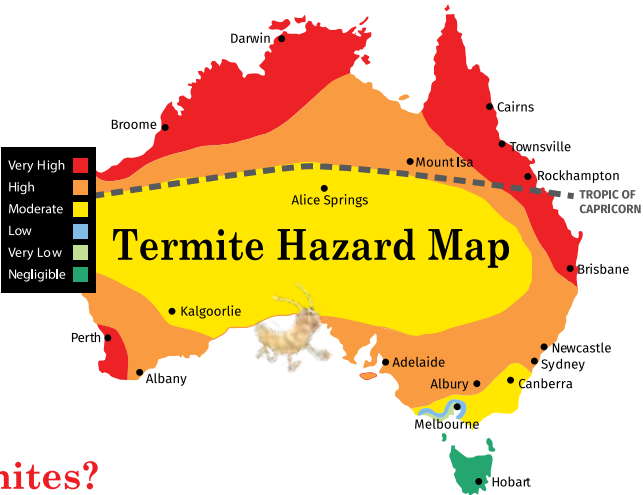 Darwin
Broome
Cairns
Townsville
Mount Isa
Rockhampton
Very High
High
Moderate
Low
Very Low
Negligible
TROPIC OF
CAPRICORN
Alice Springs
Termite Hazard Map
Brisbane
Kalgoorlie
Perth
Albany
Newcastle
Sydney
Adelaide
Albury
Canberra
Melbourne
Hobart
mites?